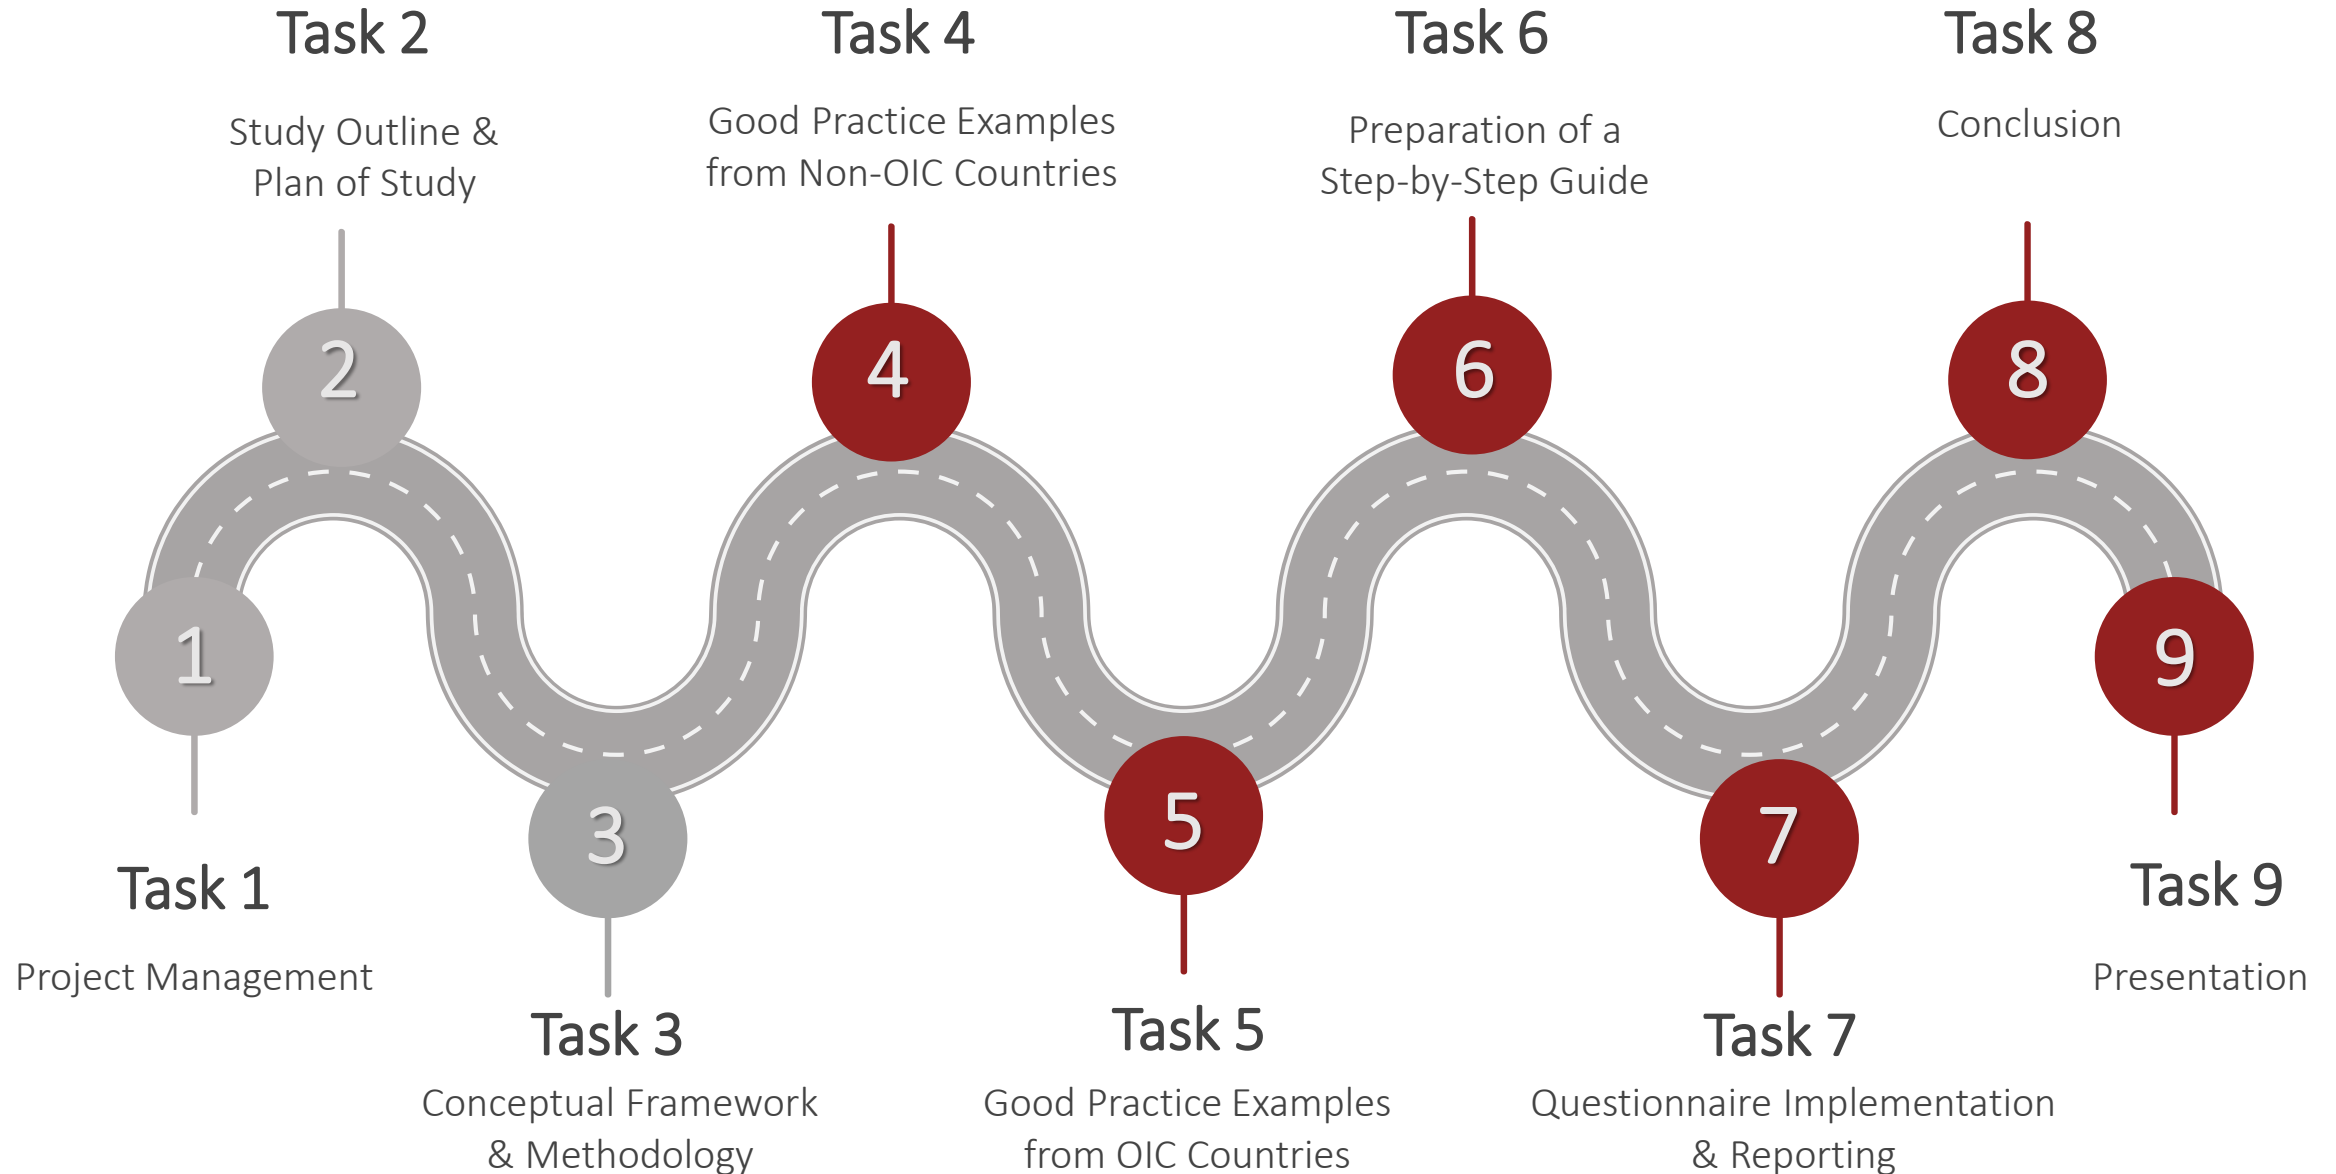 Task 2
Task 4
Task 6
Task 8
Study Outline &
Plan of Study
Good Practice Examples
from Non-OIC Countries
Preparation of a
Step-by-Step Guide
Conclusion
2
4
6
8
1
3
5
7
9
Task 1
Project Management
Task 3
Conceptual Framework
& Methodology
Task 5
Good Practice Examples
from OIC Countries
Task 7
Questionnaire Implementation
& Reporting
Task 9
Presentation